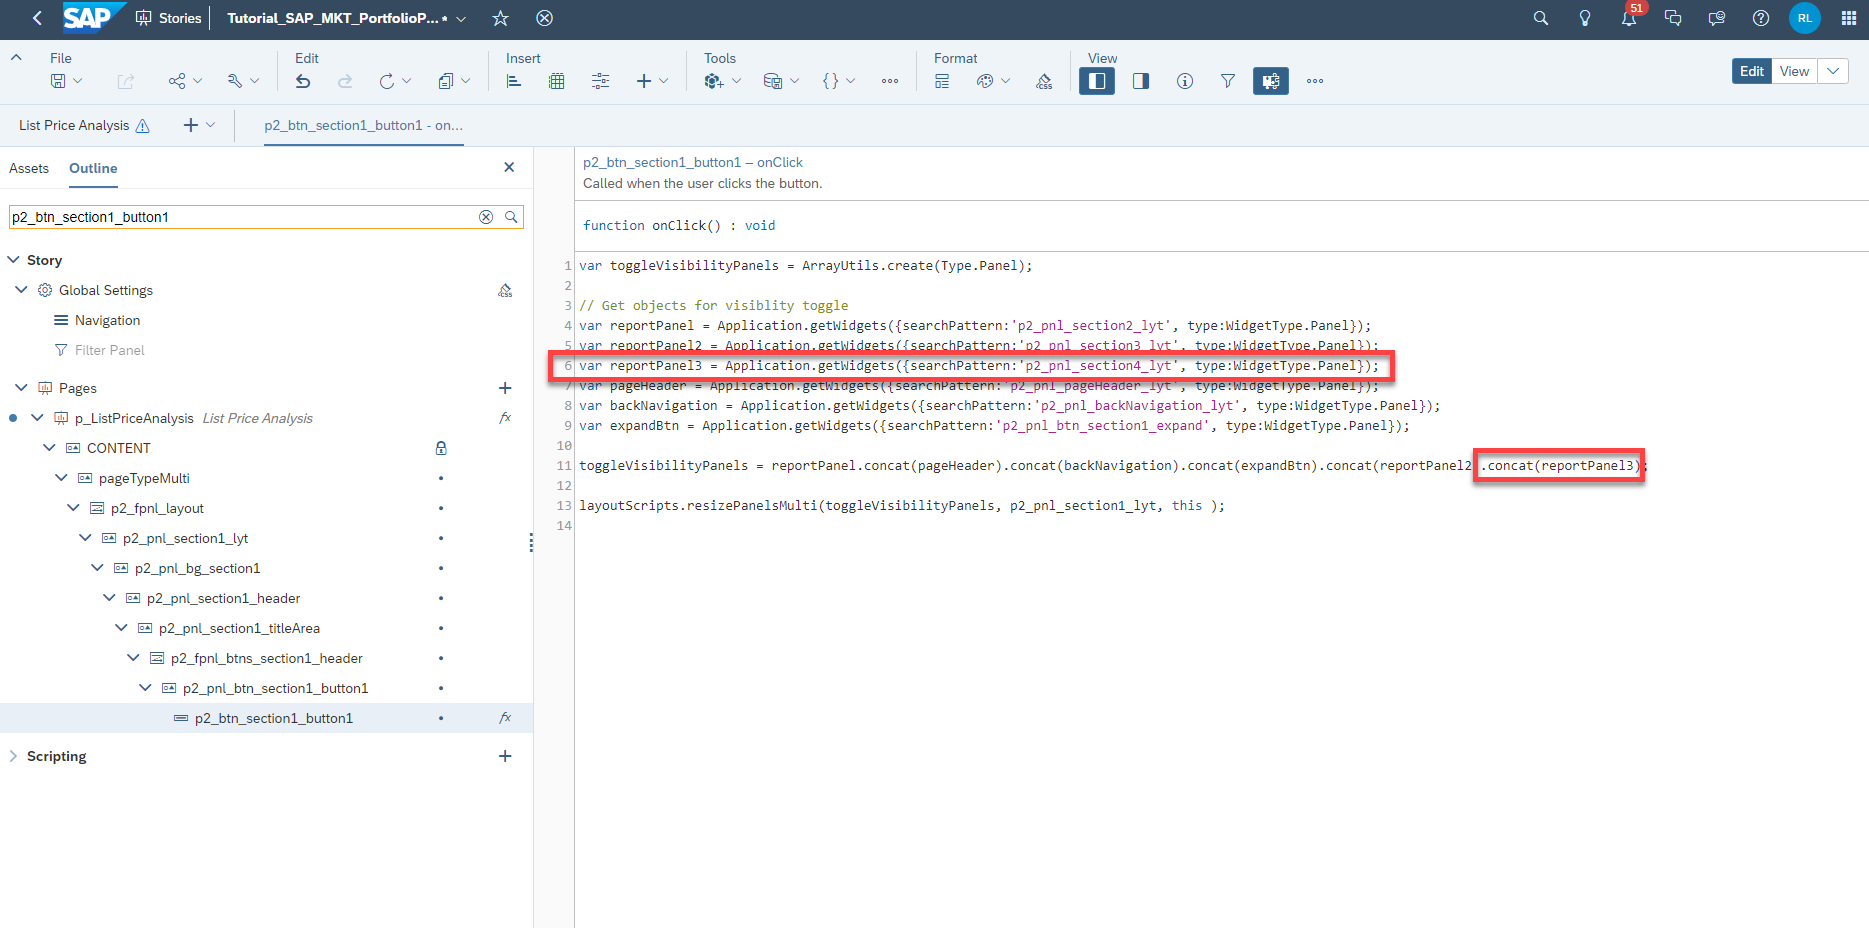 SAP Stories Tutorial_SAP_MKT_PortfolioP... * 51 RL
File Edit Insert Tools Format View
CSS Edit View
List Price Analysis p2_btn_section1_button1 - on...
Assets Outline
p2_btn_section1_button1
Story
Global Settings CSS
Navigation
Filter Panel
Pages
p_ListPriceAnalysis List Price Analysis fx
CONTENT
pageTypeMulti
p2_fpnl_layout
p2_pnl_section1_lyt
p2_pnl_bg_section1
p2_pnl_section1_header
p2_pnl_section1_titleArea
p2_fpnl_btns_section1_header
p2_pnl_btn_section1_button1
p2_btn_section1_button1 fx
Scripting
p2_btn_section1_button1 – onClick
Called when the user clicks the button.
function onClick() : void
1 var toggleVisibilityPanels = ArrayUtils.create(Type.Panel);
2
3 // Get objects for visiblity toggle
4 var reportPanel = Application.getWidgets({searchPattern:'p2_pnl_section2_lyt', type:WidgetType.Panel});
5 var reportPanel2 = Application.getWidgets({searchPattern:'p2_pnl_section3_lyt', type:WidgetType.Panel});
6 var reportPanel3 = Application.getWidgets({searchPattern:'p2_pnl_section4_lyt', type:WidgetType.Panel});
7 var pageHeader = Application.getWidgets({searchPattern:'p2_pnl_pageHeader_lyt', type:WidgetType.Panel});
8 var backNavigation = Application.getWidgets({searchPattern:'p2_pnl_backNavigation_lyt', type:WidgetType.Panel});
9 var expandBtn = Application.getWidgets({searchPattern:'p2_pnl_btn_section1_expand', type:WidgetType.Panel});
10
11 toggleVisibilityPanels = reportPanel.concat(pageHeader).concat(backNavigation).concat(expandBtn).concat(reportPanel2).concat(reportPanel3);
12
13 layoutScripts.resizePanelsMulti(toggleVisibilityPanels, p2_pnl_section1_lyt, this );
14